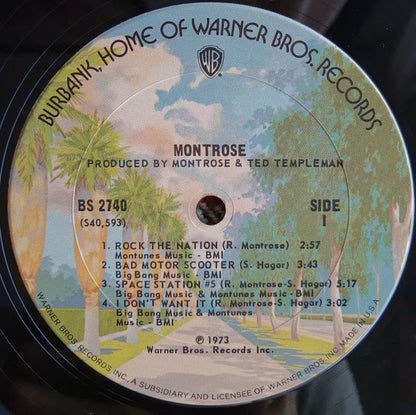 BURBANK, HOME OF WARNER BROS. RECORDS
WB
MONTROSE
PRODUCED BY MONTROSE & TED TEMPLEMAN
BS 2740
(S40,593)
SIDE
1
1. ROCK THE NATION (R. Montrose) 2:57
Montunes Music - BMI
2. BAD MOTOR SCOOTER (S. Hagar) 3:43
Big Bang Music - BMI
3. SPACE STATION #5 (R. Montrose-S. Hagar) 5:17
Big Bang Music & Montunes Music - BMI
4. I DON'T WANT IT (R. Montrose-S. Hagar) 3:02
Big Bang Music & Montunes
Music - BMI
℗ 1973
Warner Bros. Records Inc.
WARNER BROS. RECORDS INC., A SUBSIDIARY AND LICENSEE OF WARNER BROS. INC. MADE IN U.S.A.